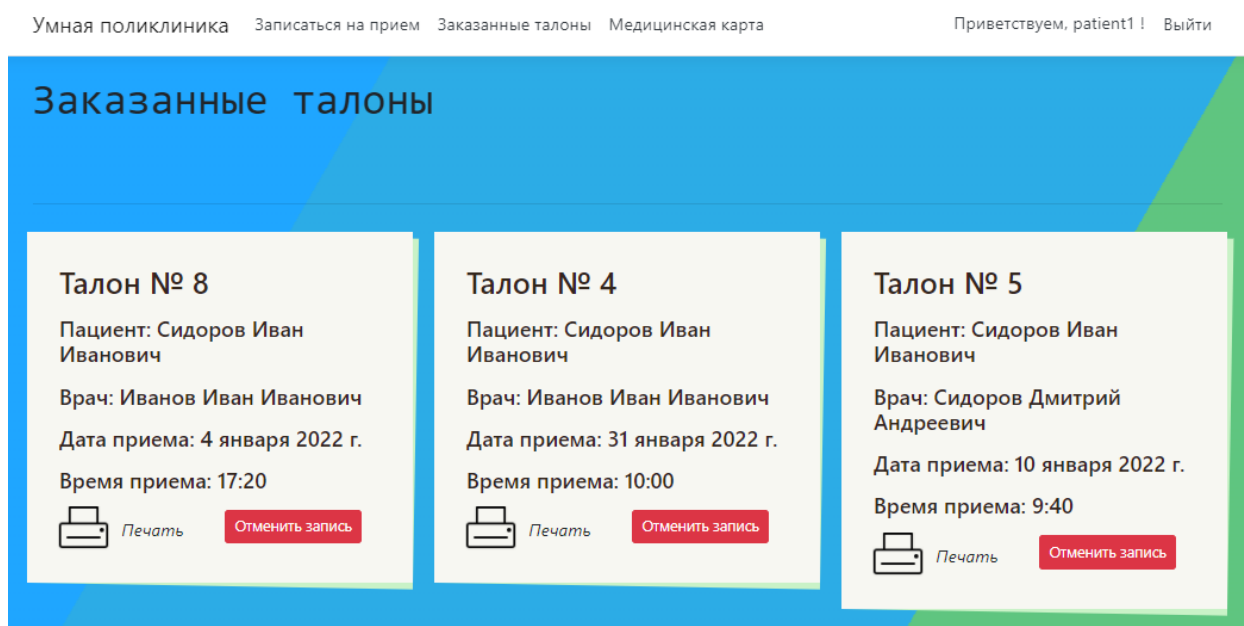 Умная поликлиника Записаться на прием Заказанные талоны Медицинская карта Приветствуем, patient1 ! Выйти
Заказанные талоны
Талон № 8
Пациент: Сидоров Иван
Иванович
Врач: Иванов Иван Иванович
Дата приема: 4 января 2022 г.
Время приема: 17:20
Печать Отменить запись
Талон № 4
Пациент: Сидоров Иван
Иванович
Врач: Иванов Иван Иванович
Дата приема: 31 января 2022 г.
Время приема: 10:00
Печать Отменить запись
Талон № 5
Пациент: Сидоров Иван
Иванович
Врач: Сидоров Дмитрий
Андреевич
Дата приема: 10 января 2022 г.
Время приема: 9:40
Печать Отменить запись